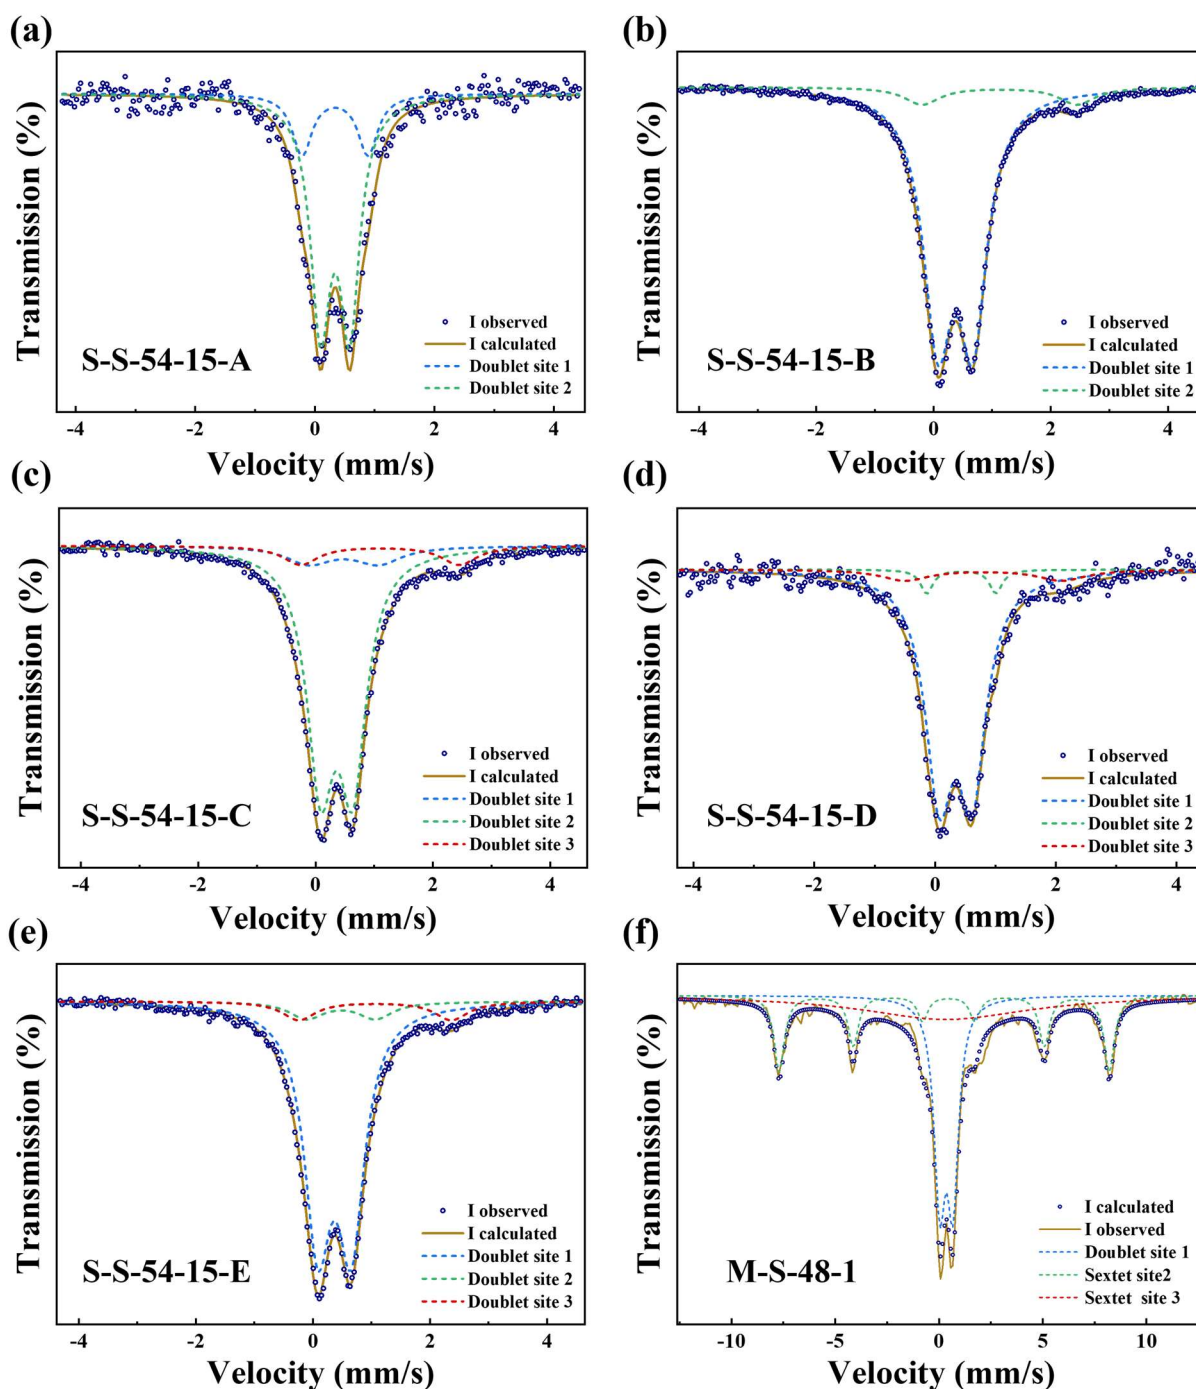 (a)
Transmission (%)
I observed
I calculated
Doublet site 1
Doublet site 2
S-S-54-15-A
-4 -2 0 2 4
Velocity (mm/s)
(b)
Transmission (%)
I observed
I calculated
Doublet site 1
Doublet site 2
S-S-54-15-B
-4 -2 0 2 4
Velocity (mm/s)
(c)
Transmission (%)
I observed
I calculated
Doublet site 1
Doublet site 2
Doublet site 3
S-S-54-15-C
-4 -2 0 2 4
Velocity (mm/s)
(d)
Transmission (%)
I observed
I calculated
Doublet site 1
Doublet site 2
Doublet site 3
S-S-54-15-D
-4 -2 0 2 4
Velocity (mm/s)
(e)
Transmission (%)
I observed
I calculated
Doublet site 1
Doublet site 2
Doublet site 3
S-S-54-15-E
-4 -2 0 2 4
Velocity (mm/s)
(f)
Transmission (%)
I calculated
I observed
Doublet site 1
Sextet site2
Sextet site 3
M-S-48-1
-10 -5 0 5 10
Velocity (mm/s)